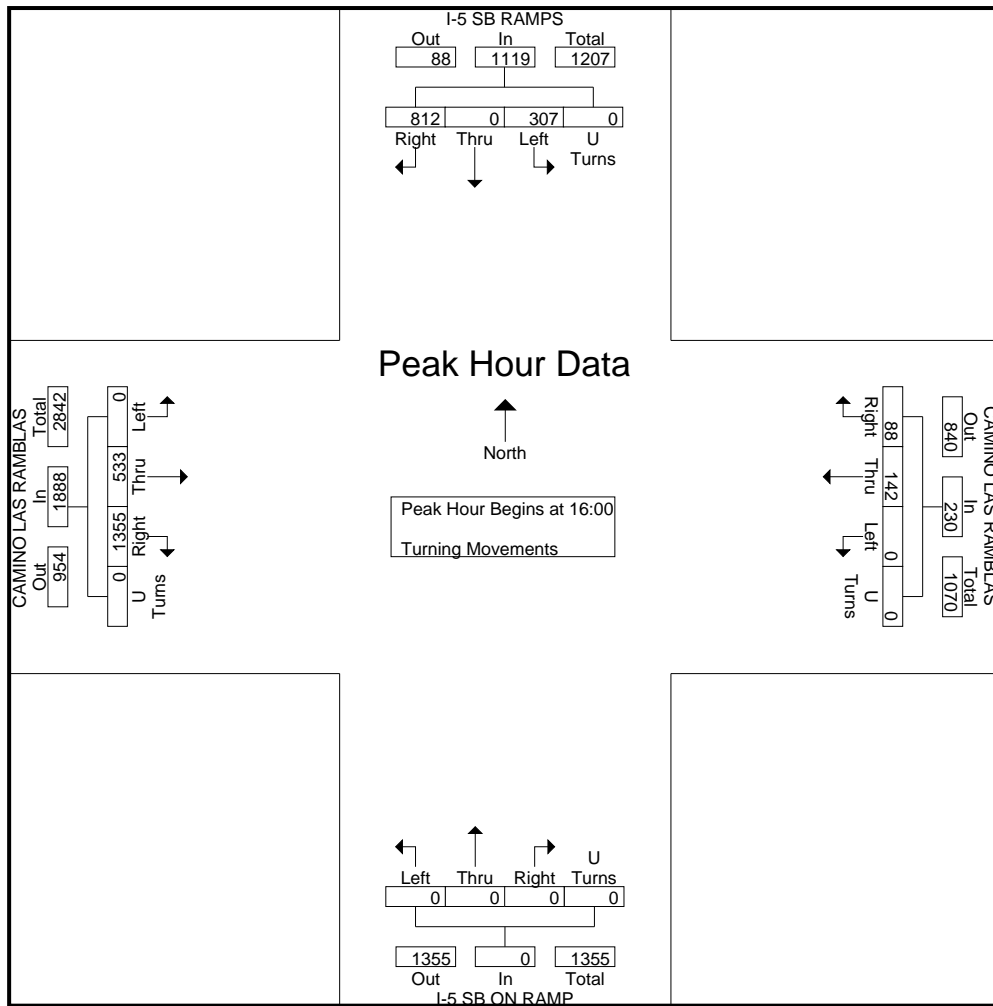 I-5 SB RAMPS
Out In Total
88 1119 1207
812 0 307 0
Right Thru Left U
Turns
Peak Hour Data
North
Peak Hour Begins at 16:00
Turning Movements
CAMINO LAS RAMBLAS
Total In Out
2842 1888 954
0 533 1355 0
Left Thru Right U
Turns
CAMINO LAS RAMBLAS
Out In Total
840 230 1070
88 142 0 0
Right Thru Left U
Turns
U
Left Thru Right Turns
0 0 0 0
1355 0 1355
Out In Total
I-5 SB ON RAMP